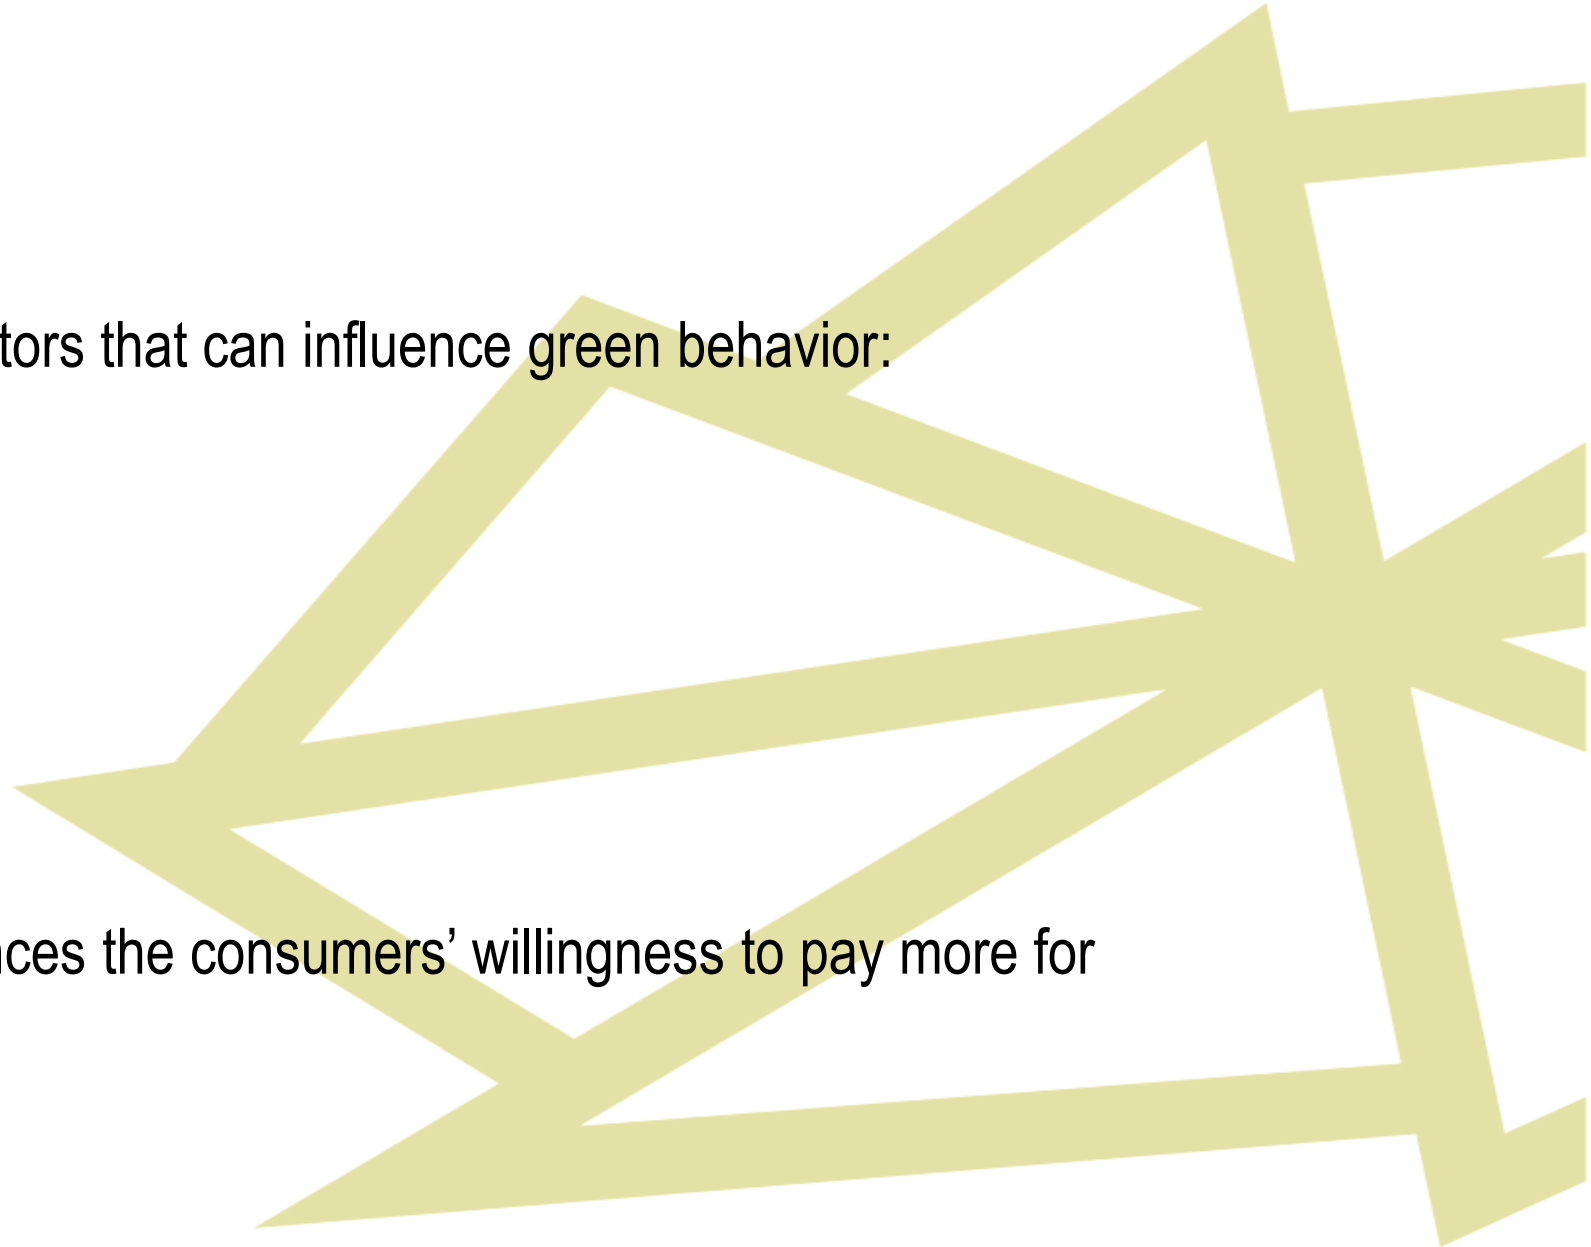 tors that can influence green behavior:
ces the consumers’ willingness to pay more for